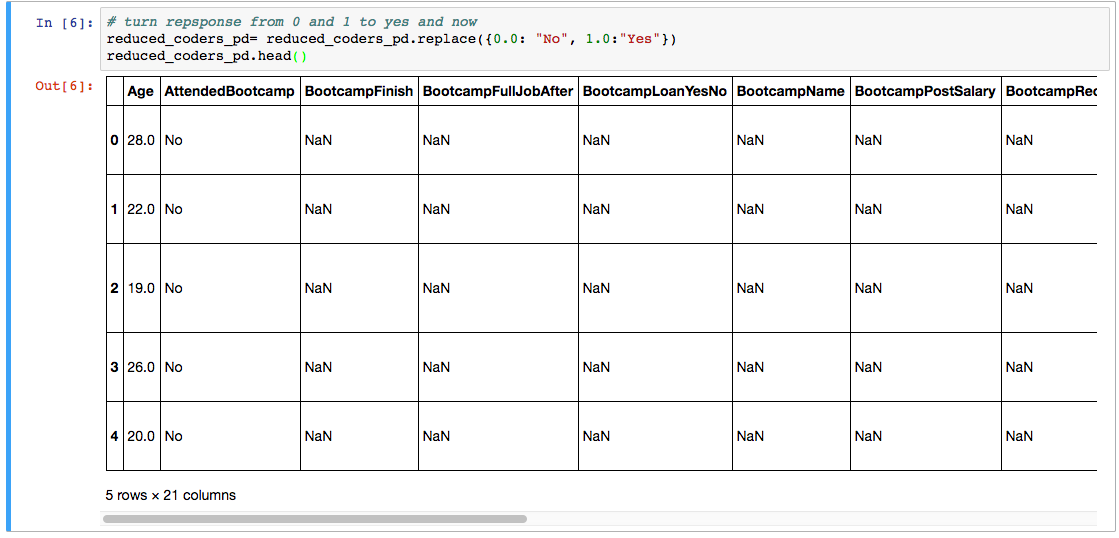 In [6]: # turn repsponse from 0 and 1 to yes and now
reduced_coders_pd= reduced_coders_pd.replace({0.0: "No", 1.0:"Yes"})
reduced_coders_pd.head()
Out[6]:
Age AttendedBootcamp BootcampFinish BootcampFullJobAfter BootcampLoanYesNo BootcampName BootcampPostSalary BootcampRec
0 28.0 No NaN NaN NaN NaN NaN NaN
1 22.0 No NaN NaN NaN NaN NaN NaN
2 19.0 No NaN NaN NaN NaN NaN NaN
3 26.0 No NaN NaN NaN NaN NaN NaN
4 20.0 No NaN NaN NaN NaN NaN NaN
5 rows × 21 columns